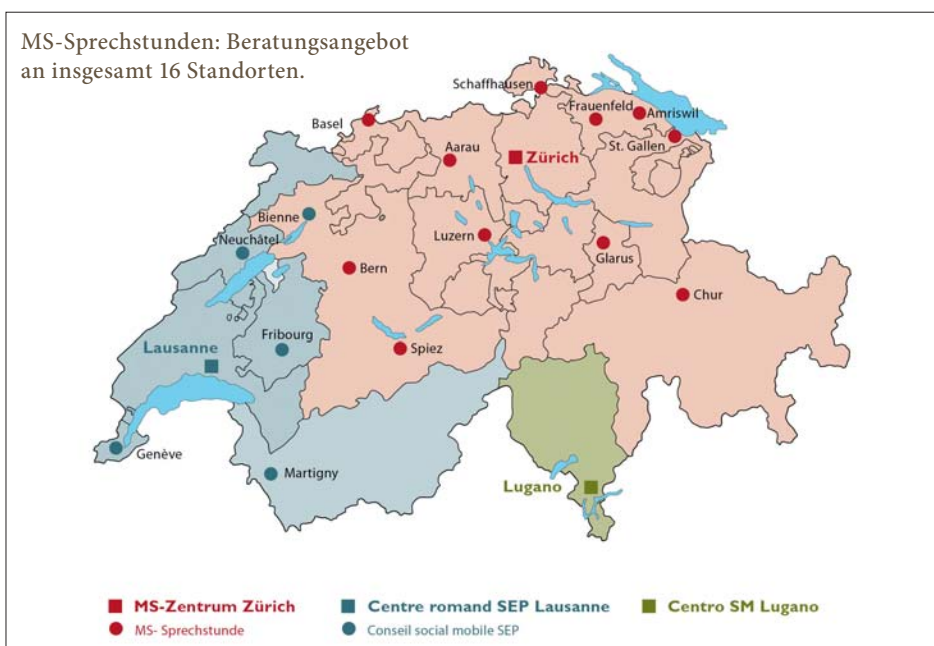 MS-Sprechstunden: Beratungsangebot
an insgesamt 16 Standorten.
Schaffhausen
Frauenfeld
Amriswil
Basel
St. Gallen
Aarau
Zürich
Bienne
Neuchâtel
Luzern
Glarus
Bern
Chur
Fribourg
Lausanne
Spiez
Genève
Martigny
Lugano
MS-Zentrum Zürich
Centre romand SEP Lausanne
Centro SM Lugano
MS- Sprechstunde
Conseil social mobile SEP